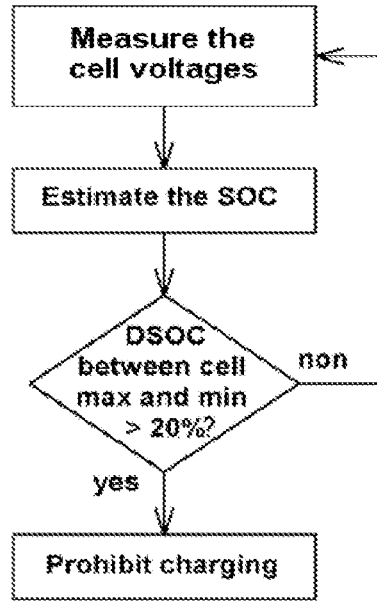 Measure the
cell voltages
Estimate the SOC
DSOC
between cell
max and min
> 20%?
non
yes
Prohibit charging